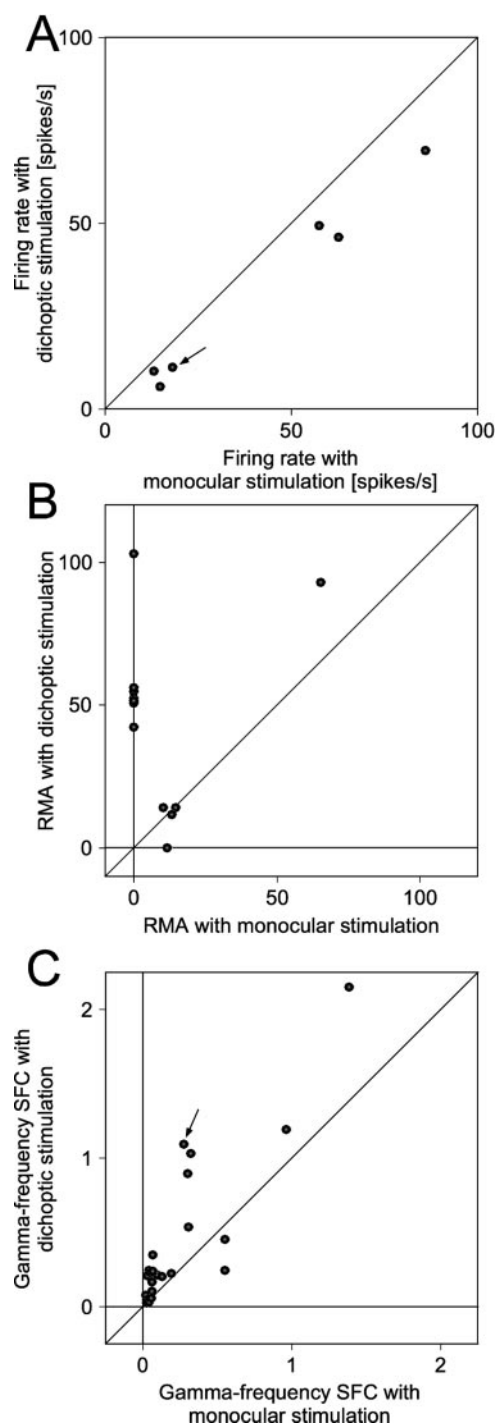 A
100
50
0
Firing rate with
dichoptic stimulation [spikes/s]
0
50
100
Firing rate with
monocular stimulation [spikes/s]
B
100
50
0
RMA with dichoptic stimulation
0
50
100
RMA with monocular stimulation
C
2
1
0
Gamma-frequency SFC with
dichoptic stimulation
0
1
2
Gamma-frequency SFC with
monocular stimulation